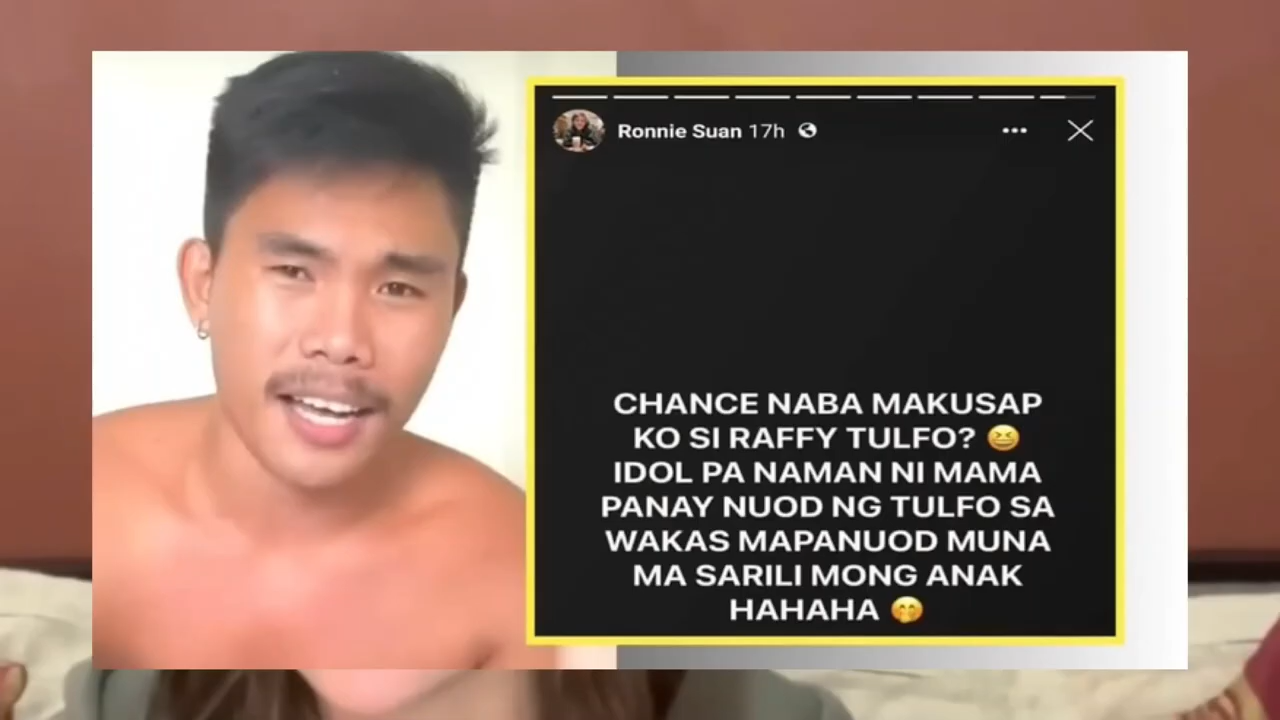 Ronnie Suan 17h
CHANCE NABA MAKUSAP
KO SI RAFFY TULFO? 😆
IDOL PA NAMAN NI MAMA
PANAY NUOD NG TULFO SA
WAKAS MAPANUOD MUNA
MA SARILI MONG ANAK
HAHAHA 🤭